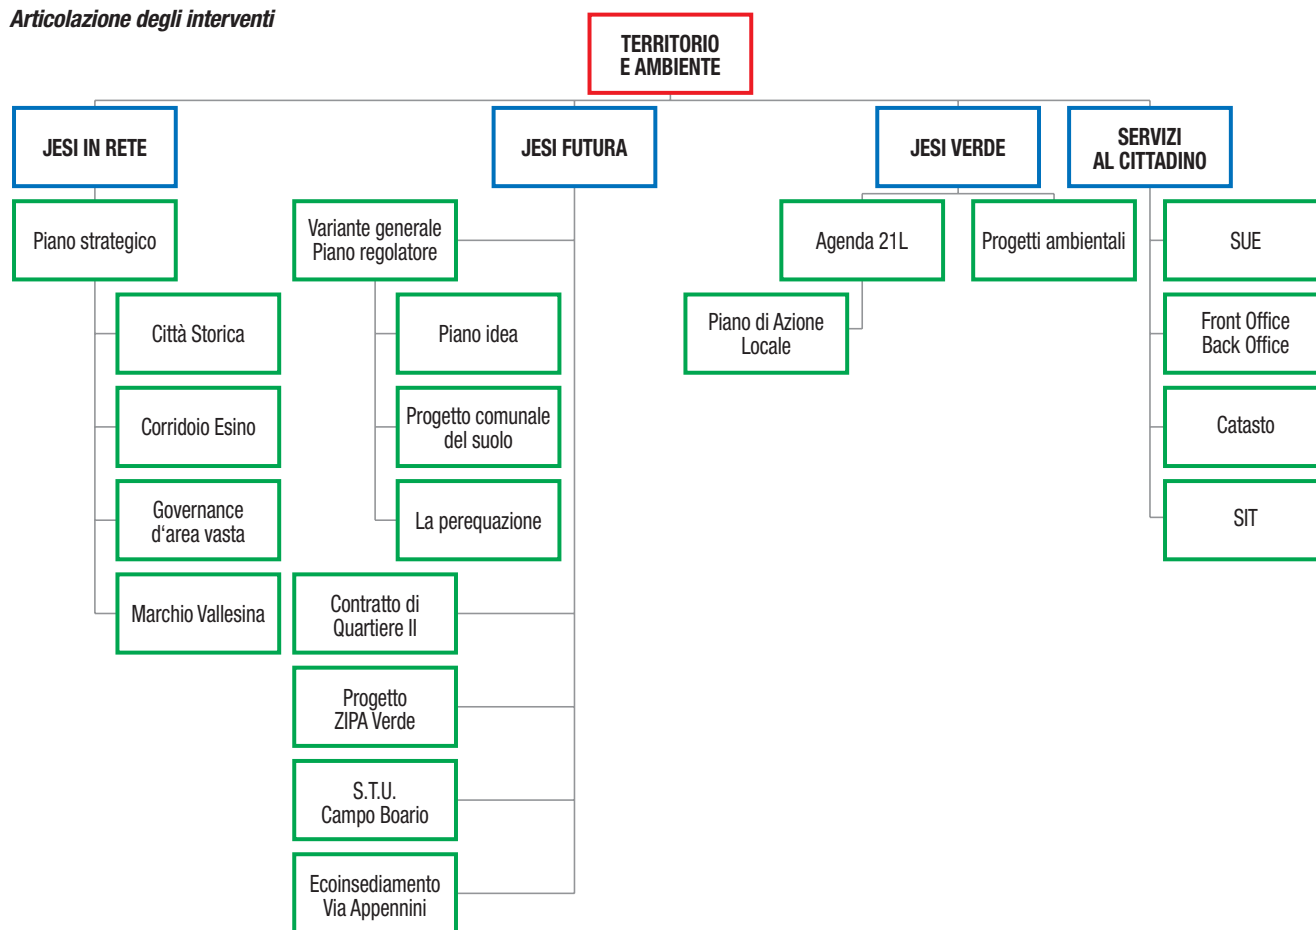 Articolazione degli interventi
TERRITORIO
E AMBIENTE
JESI IN RETE
JESI FUTURA
JESI VERDE
SERVIZI
AL CITTADINO
Piano strategico
Città Storica
Corridoio Esino
Governance
d‘area vasta
Marchio Vallesina
Variante generale
Piano regolatore
Piano idea
Progetto comunale
del suolo
La perequazione
Contratto di
Quartiere II
Progetto
ZIPA Verde
S.T.U.
Campo Boario
Ecoinsediamento
Via Appennini
Agenda 21L
Piano di Azione
Locale
Progetti ambientali
SUE
Front Office
Back Office
Catasto
SIT